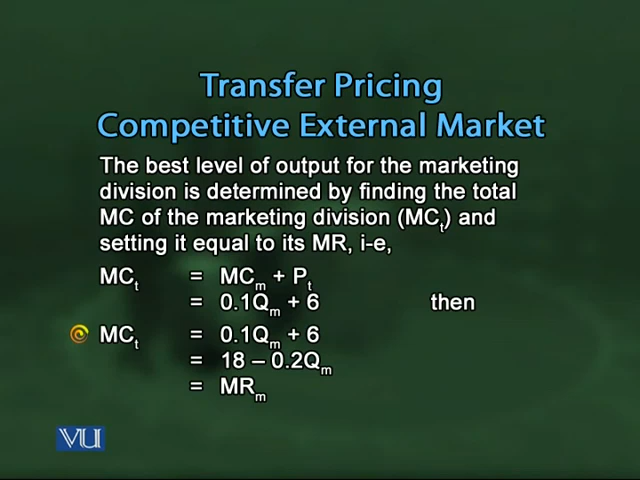 Transfer Pricing
Competitive External Market
The best level of output for the marketing
division is determined by finding the total
MC of the marketing division (MCt) and
setting it equal to its MR, i-e,
MCt = MCm + Pt
= 0.1Qm + 6 then
MCt = 0.1Qm + 6
= 18 – 0.2Qm
= MRm
VU